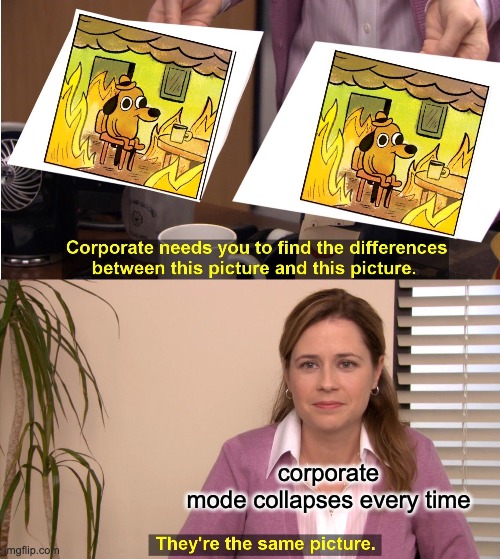 Corporate needs you to find the differences
between this picture and this picture.
corporate
mode collapses every time
They're the same picture.
imgflip.com